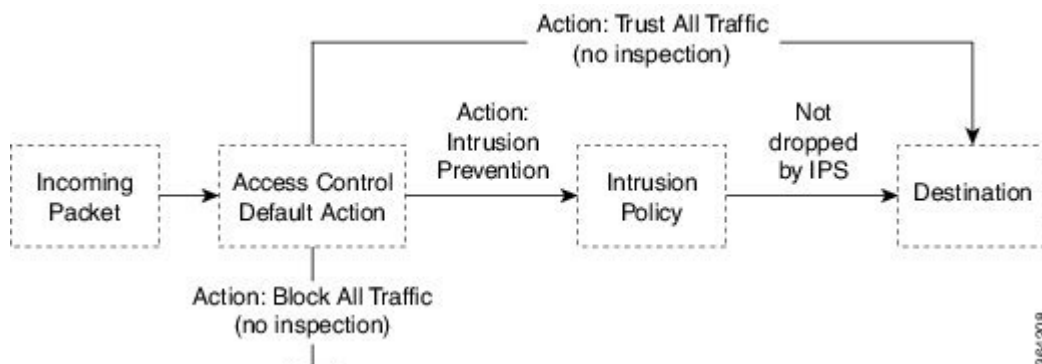 Action: Trust All Traffic
(no inspection)
Action:
Intrusion
Prevention
Not
dropped
by IPS
Incoming
Packet
Access Control
Default Action
Intrusion
Policy
Destination
Action: Block All Traffic
(no inspection)